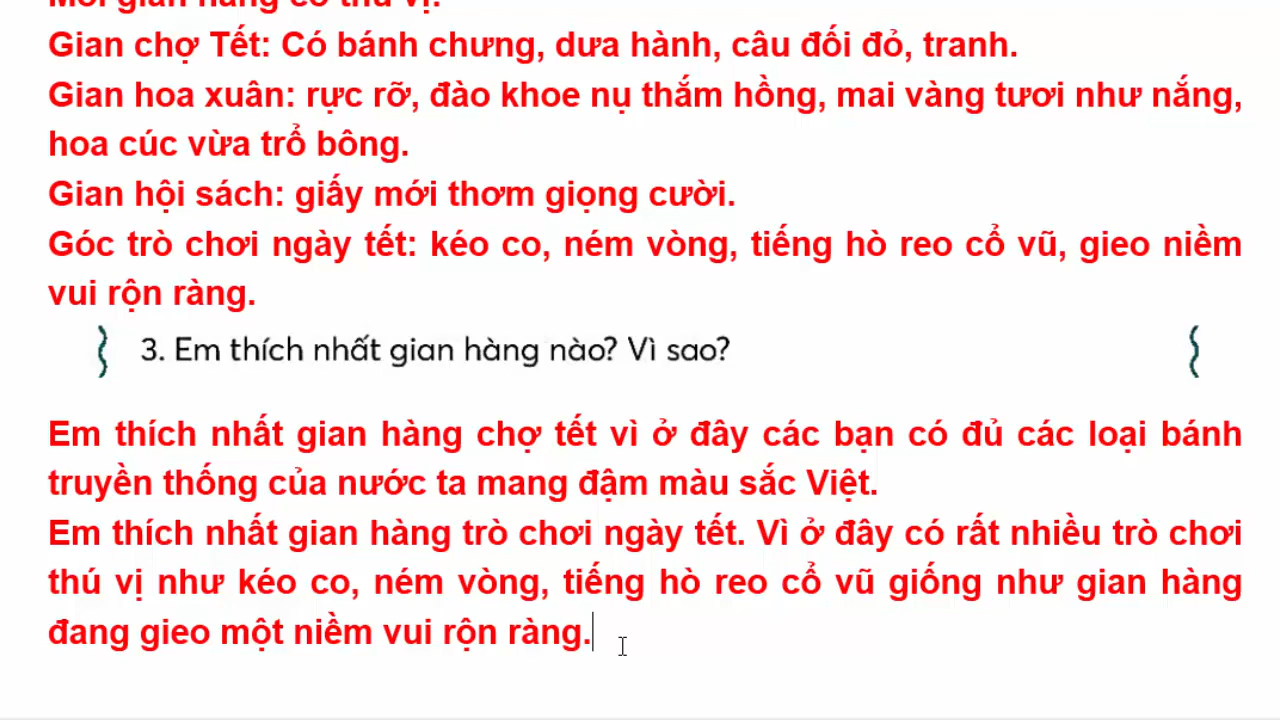 Mỗi gian hàng có thú vị.
Gian chợ Tết: Có bánh chưng, dưa hành, câu đối đỏ, tranh.
Gian hoa xuân: rực rỡ, đào khoe nụ thắm hồng, mai vàng tươi như nắng,
hoa cúc vừa trổ bông.
Gian hội sách: giấy mới thơm giọng cười.
Góc trò chơi ngày tết: kéo co, ném vòng, tiếng hò reo cổ vũ, gieo niềm
vui rộn ràng.
3. Em thích nhất gian hàng nào? Vì sao?
Em thích nhất gian hàng chợ tết vì ở đây các bạn có đủ các loại bánh
truyền thống của nước ta mang đậm màu sắc Việt.
Em thích nhất gian hàng trò chơi ngày tết. Vì ở đây có rất nhiều trò chơi
thú vị như kéo co, ném vòng, tiếng hò reo cổ vũ giống như gian hàng
đang gieo một niềm vui rộn ràng.